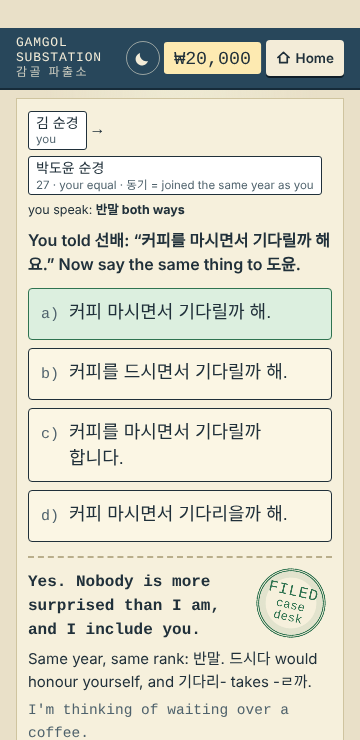 GAMGOL
SUBSTATION
감골 파출소
₩20,000
Home
김 순경
you
→
박도윤 순경
27 · your equal · 동기 = joined the same year as you
you speak: 반말 both ways
You told 선배: “커피를 마시면서 기다릴까 해
요.” Now say the same thing to 도윤.
a) 커피 마시면서 기다릴까 해.
b) 커피를 드시면서 기다릴까 해.
c) 커피를 마시면서 기다릴까
합니다.
d) 커피 마시면서 기다리을까 해.
Yes. Nobody is more
surprised than I am,
and I include you.
FILED
case
desk
Same year, same rank: 반말. 드시다 would
honour yourself, and 기다리- takes -ㄹ까.
I'm thinking of waiting over a
coffee.